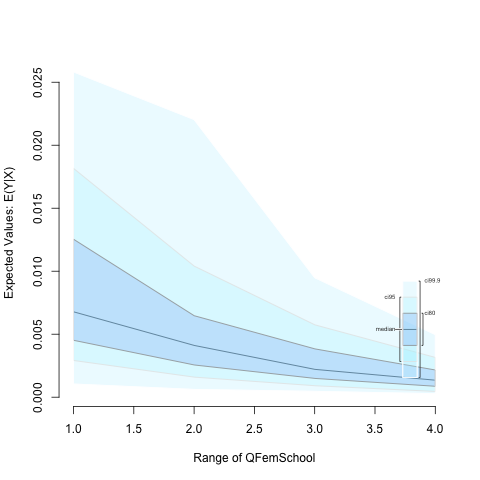 Expected Values: E(Y|X)
0.025
0.020
0.015
0.010
0.005
0.000
ci99.9
ci95
ci80
median
1.0 1.5 2.0 2.5 3.0 3.5 4.0
Range of QFemSchool